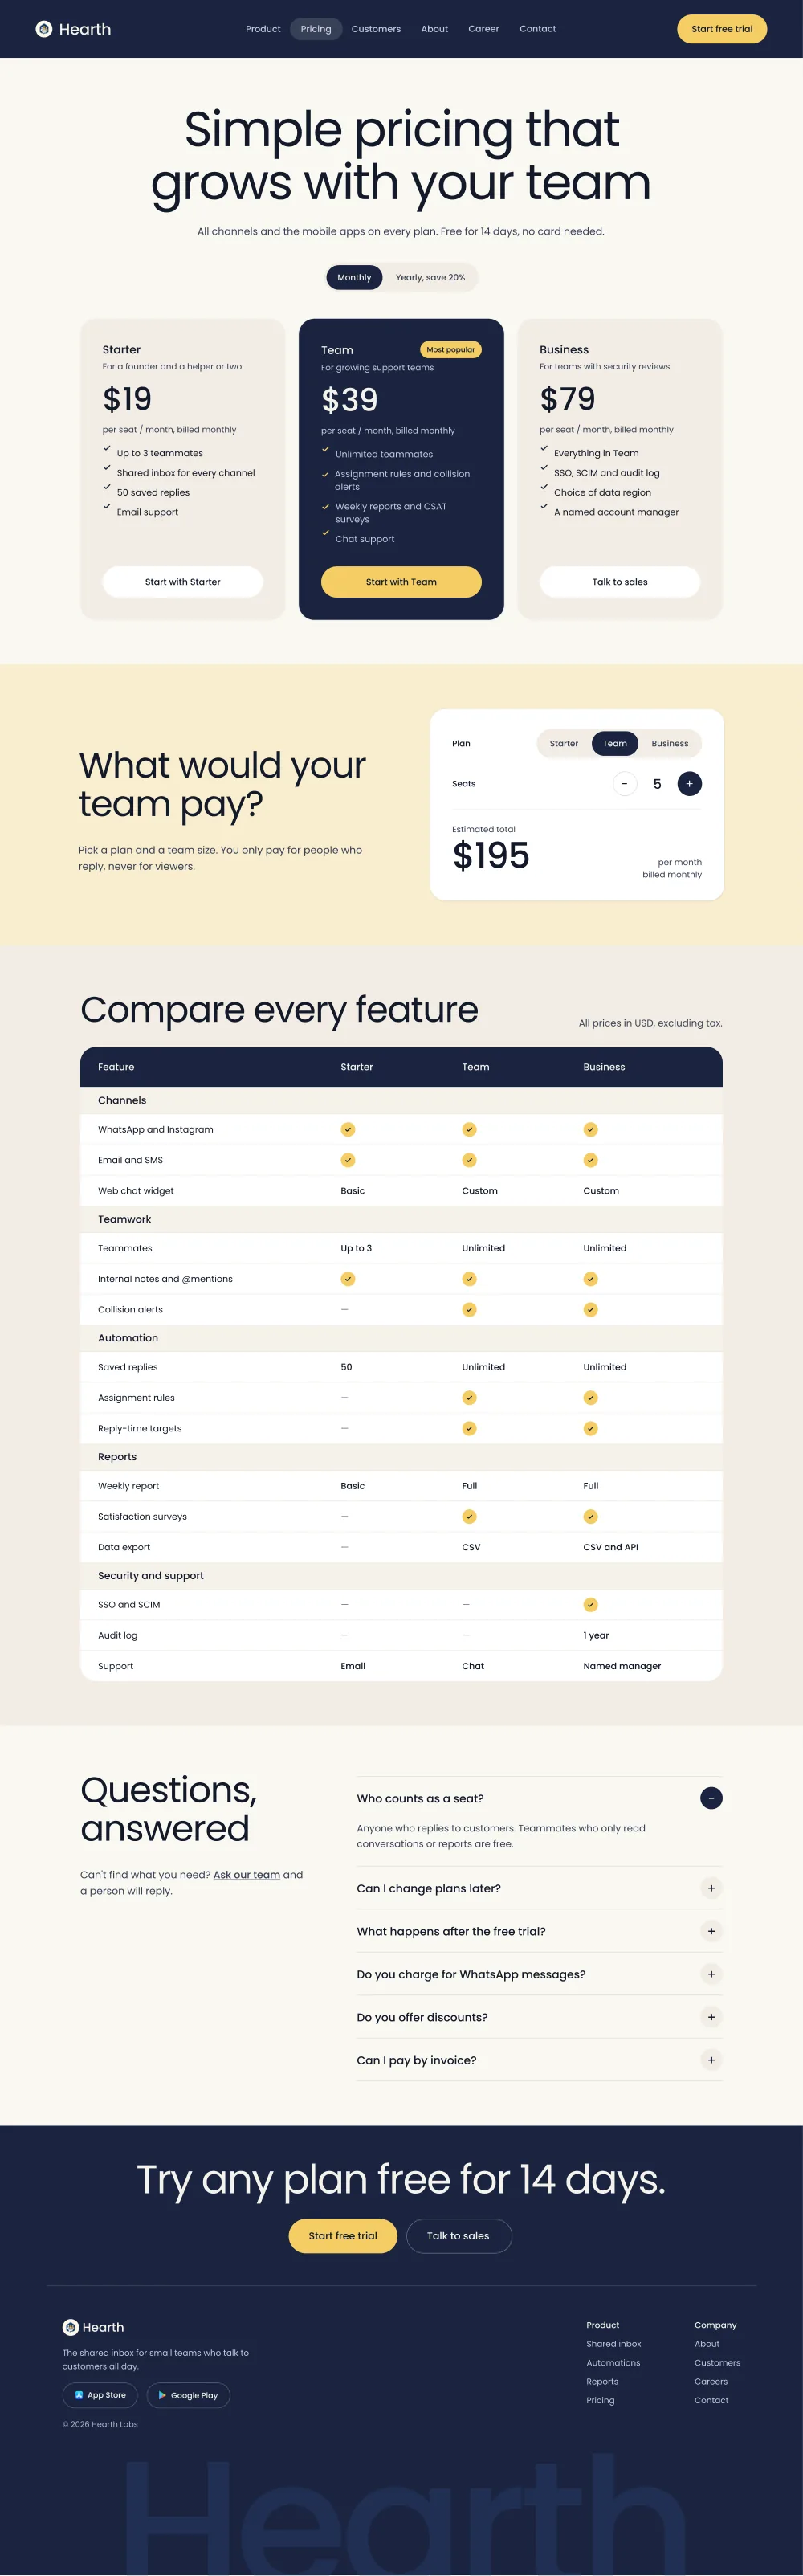 Hearth
Product
Pricing
Customers
About
Career
Contact
Start free trial
Simple pricing that
grows with your team
All channels and the mobile apps on every plan. Free for 14 days, no card needed.
Monthly
Yearly, save 20%
Starter
For a founder and a helper or two
$19
per seat / month, billed monthly
Up to 3 teammates
Shared inbox for every channel
50 saved replies
Email support
Start with Starter
Team
Most popular
For growing support teams
$39
per seat / month, billed monthly
Unlimited teammates
Assignment rules and collision
alerts
Weekly reports and CSAT
surveys
Chat support
Start with Team
Business
For teams with security reviews
$79
per seat / month, billed monthly
Everything in Team
SSO, SCIM and audit log
Choice of data region
A named account manager
Talk to sales
What would your
team pay?
Pick a plan and a team size. You only pay for people who
reply, never for viewers.
Plan
Starter
Team
Business
Seats
− 5 +
Estimated total
$195
per month
billed monthly
Compare every feature
All prices in USD, excluding tax.
Feature Starter Team Business
Channels
WhatsApp and Instagram
Email and SMS
Web chat widget Basic Custom Custom
Teamwork
Teammates Up to 3 Unlimited Unlimited
Internal notes and @mentions
Collision alerts —
Automation
Saved replies 50 Unlimited Unlimited
Assignment rules —
Reply-time targets —
Reports
Weekly report Basic Full Full
Satisfaction surveys —
Data export — CSV CSV and API
Security and support
SSO and SCIM — —
Audit log — — 1 year
Support Email Chat Named manager
Questions,
answered
Can't find what you need? Ask our team and
a person will reply.
Who counts as a seat?
Anyone who replies to customers. Teammates who only read
conversations or reports are free.
Can I change plans later?
What happens after the free trial?
Do you charge for WhatsApp messages?
Do you offer discounts?
Can I pay by invoice?
Try any plan free for 14 days.
Start free trial
Talk to sales
Hearth
The shared inbox for small teams who talk to
customers all day.
App Store
Google Play
© 2026 Hearth Labs
Product
Shared inbox
Automations
Reports
Pricing
Company
About
Customers
Careers
Contact
Hearth